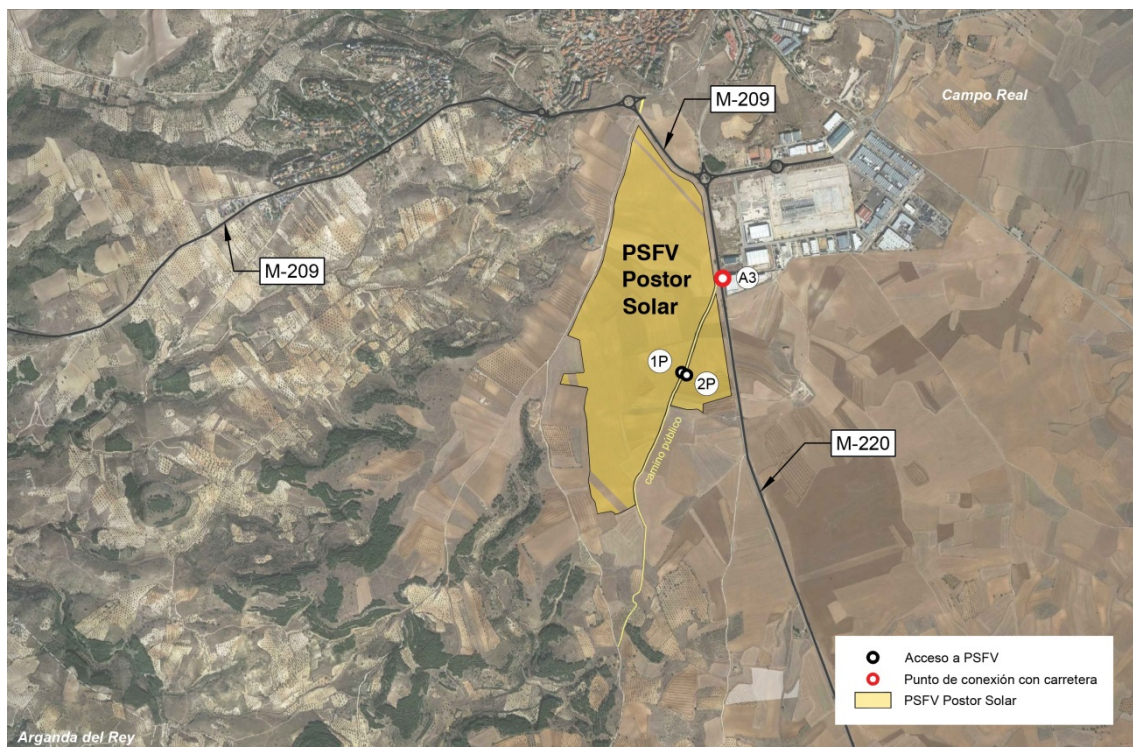 M-209
Campo Real
M-209
PSFV
Postor
Solar
A3
1P
2P
camino público
M-220
Acceso a PSFV
Punto de conexión con carretera
PSFV Postor Solar
Arganda del Rey